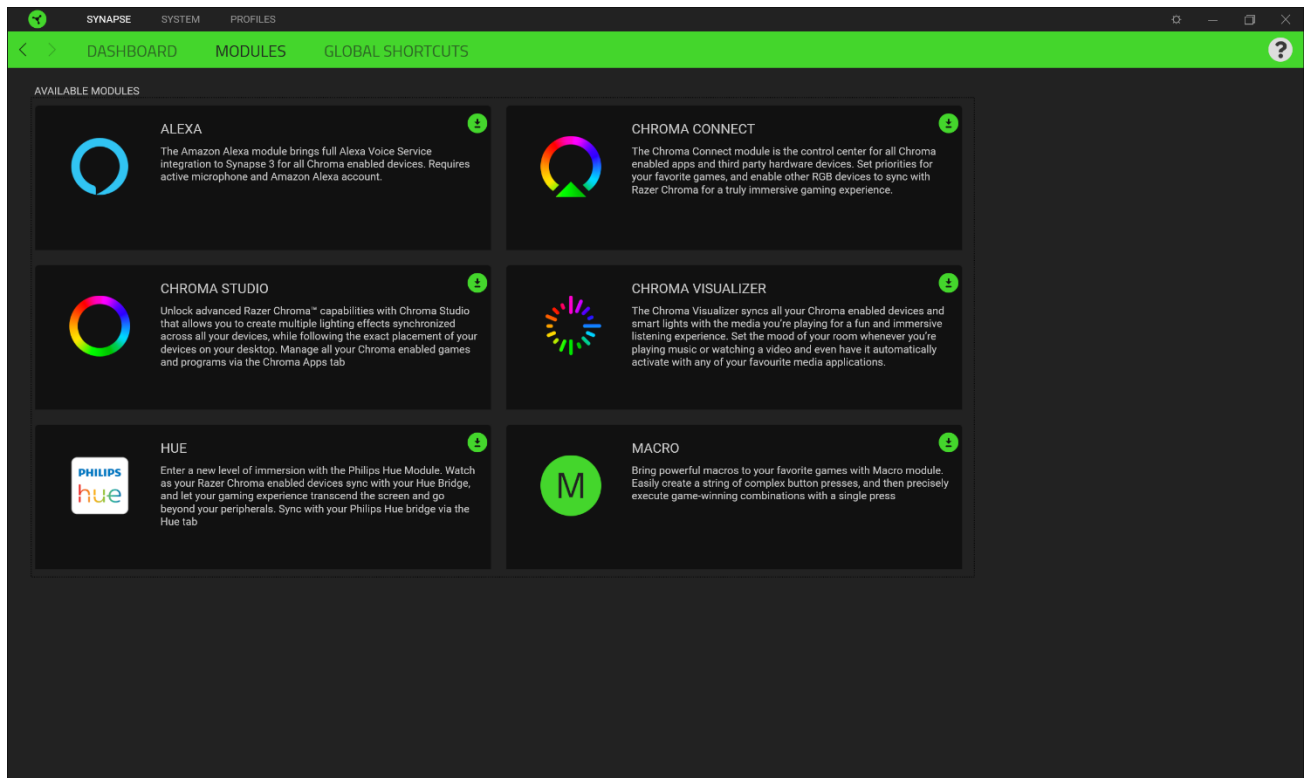 SYNAPSE SYSTEM PROFILES
DASHBOARD MODULES GLOBAL SHORTCUTS ?
AVAILABLE MODULES
ALEXA
The Amazon Alexa module brings full Alexa Voice Service
integration to Synapse 3 for all Chroma enabled devices. Requires
active microphone and Amazon Alexa account.
CHROMA CONNECT
The Chroma Connect module is the control center for all Chroma
enabled apps and third party hardware devices. Set priorities for
your favorite games, and enable other RGB devices to sync with
Razer Chroma for a truly immersive gaming experience.
CHROMA STUDIO
Unlock advanced Razer Chroma™ capabilities with Chroma Studio
that allows you to create multiple lighting effects synchronized
across all your devices, while following the exact placement of your
devices on your desktop. Manage all your Chroma enabled games
and programs via the Chroma Apps tab
CHROMA VISUALIZER
The Chroma Visualizer syncs all your Chroma enabled devices and
smart lights with the media you're playing for a fun and immersive
listening experience. Set the mood of your room whenever you're
playing music or watching a video and even have it automatically
activate with any of your favourite media applications.
PHILIPS
hue
HUE
Enter a new level of immersion with the Philips Hue Module. Watch
as your Razer Chroma enabled devices sync with your Hue Bridge,
and let your gaming experience transcend the screen and go
beyond your peripherals. Sync with your Philips Hue bridge via the
Hue tab
M
MACRO
Bring powerful macros to your favorite games with Macro module.
Easily create a string of complex button presses, and then precisely
execute game-winning combinations with a single press